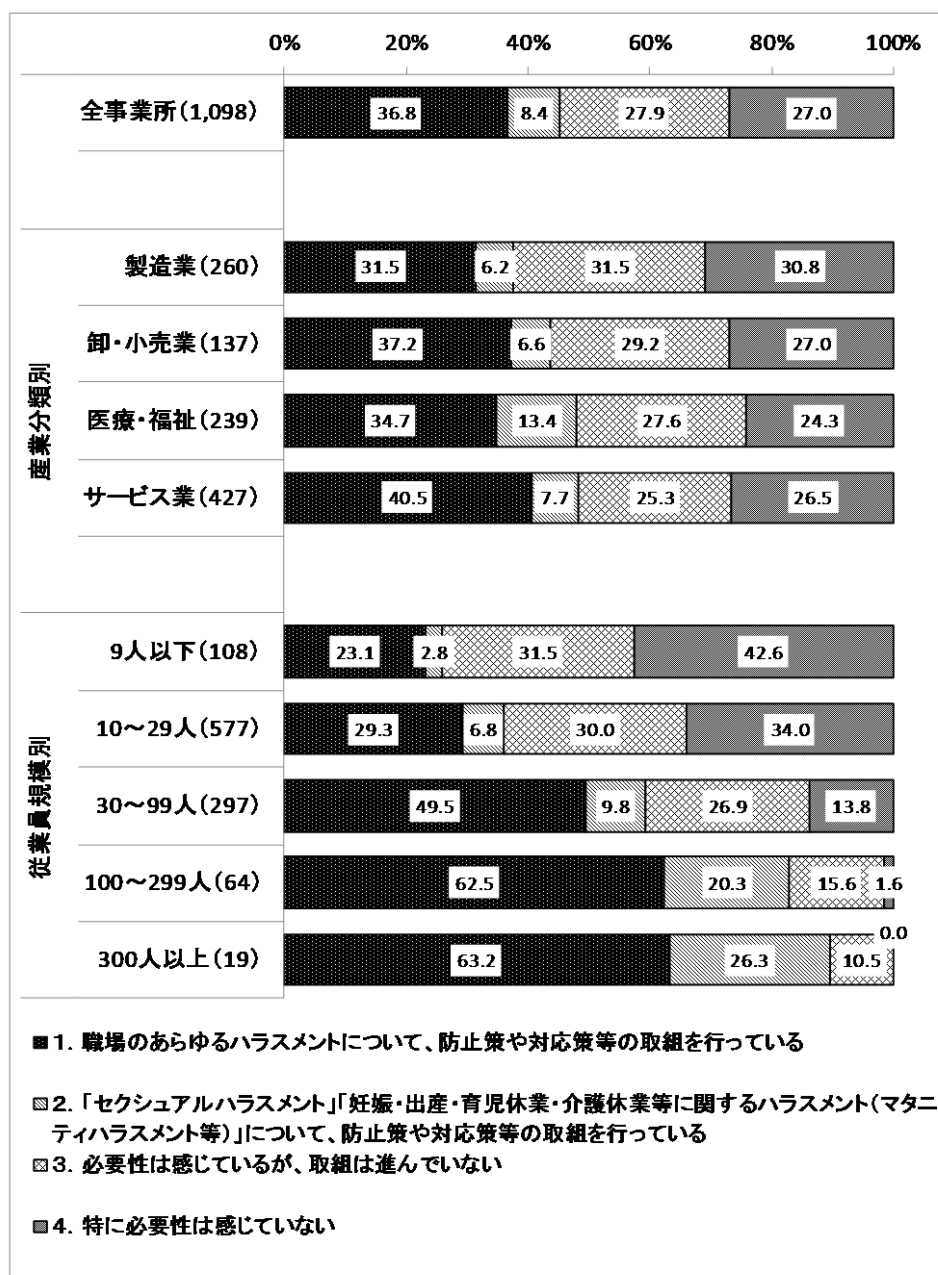 0% 20% 40% 60% 80% 100%
全事業所(1,098) 36.8 8.4 27.9 27.0
産業分類別
製造業(260) 31.5 6.2 31.5 30.8
卸・小売業(137) 37.2 6.6 29.2 27.0
医療・福祉(239) 34.7 13.4 27.6 24.3
サービス業(427) 40.5 7.7 25.3 26.5
従業員規模別
9人以下(108) 23.1 2.8 31.5 42.6
10～29人(577) 29.3 6.8 30.0 34.0
30～99人(297) 49.5 9.8 26.9 13.8
100～299人(64) 62.5 20.3 15.6 1.6
300人以上(19) 63.2 26.3 10.5 0.0
1. 職場のあらゆるハラスメントについて、防止策や対応策等の取組を行っている
2. 「セクシュアルハラスメント」「妊娠・出産・育児休業・介護休業等に関するハラスメント(マタニ
ティハラスメント等)」について、防止策や対応策等の取組を行っている
3. 必要性は感じているが、取組は進んでいない
4. 特に必要性は感じていない